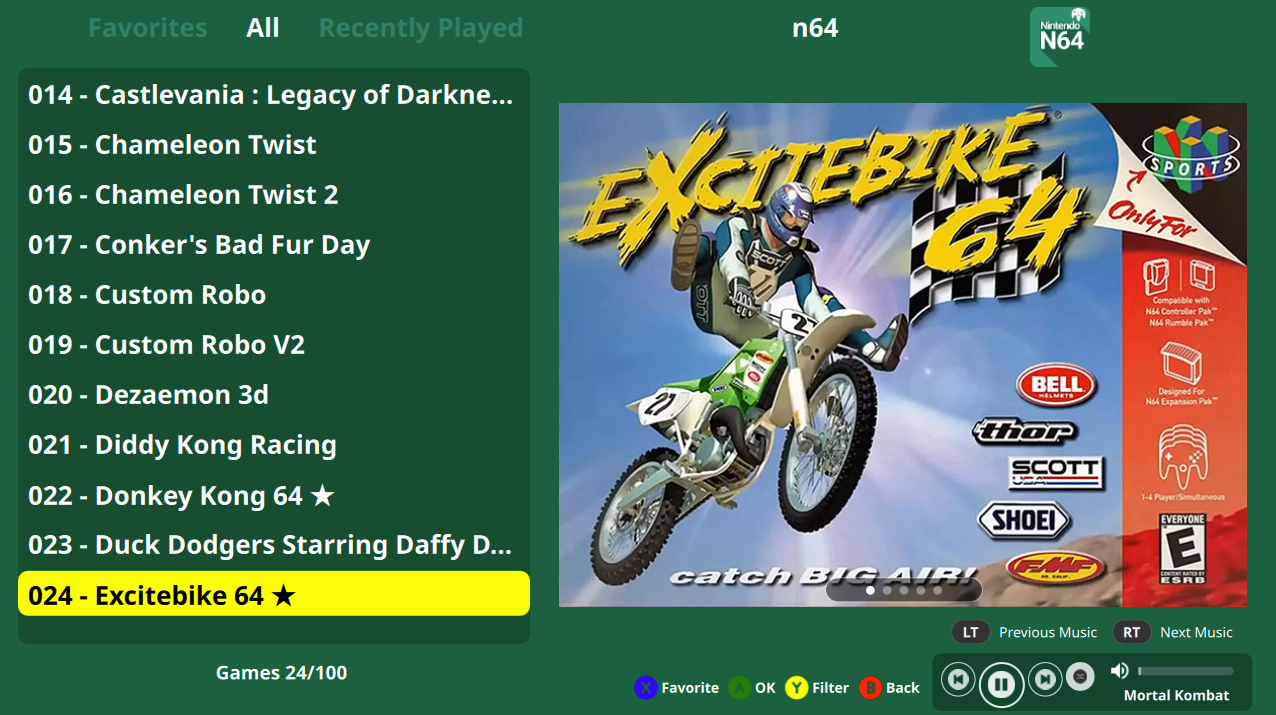 Favorites All Recently Played
n64
Nintendo
N64
014 - Castlevania : Legacy of Darkne...
015 - Chameleon Twist
016 - Chameleon Twist 2
017 - Conker's Bad Fur Day
018 - Custom Robo
019 - Custom Robo V2
020 - Dezaemon 3d
021 - Diddy Kong Racing
022 - Donkey Kong 64 ★
023 - Duck Dodgers Starring Daffy D...
024 - Excitebike 64 ★
Games 24/100
EXCITEBIKE
64
®
SPORTS
Only For
SCOTT
27
27
Compatible with
N64 Controller Pak™
N64 Rumble Pak™
Designed For
N64 Expansion Pak™
1-4 Player/Simultaneous
BELL
HELMETS
thor
SCOTT
USA
SHOEI
FMF
SO. CALIF.
EVERYONE
E
CONTENT RATED BY
ESRB
catch BIG AIR!
LT Previous Music RT Next Music
X Favorite A OK Y Filter B Back
Mortal Kombat